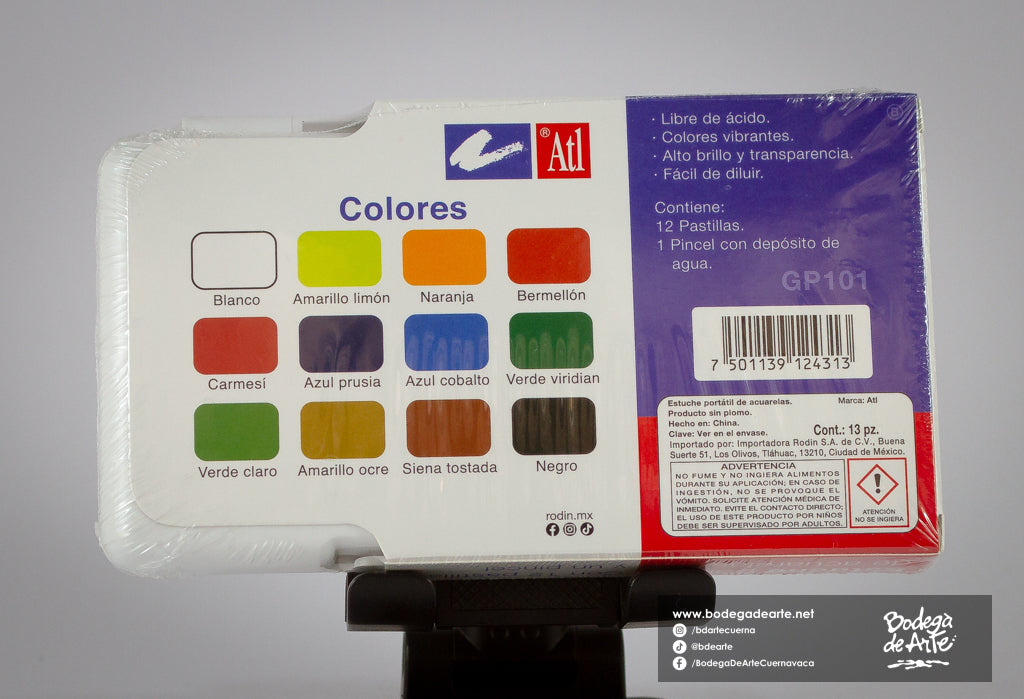 ® Atl
Colores
Blanco
Amarillo limón
Naranja
Bermellón
Carmesí
Azul prusia
Azul cobalto
Verde viridian
Verde claro
Amarillo ocre
Siena tostada
Negro
rodin.mx
· Libre de ácido.
· Colores vibrantes.
· Alto brillo y transparencia.
· Fácil de diluir.
Contiene:
12 Pastillas.
1 Pincel con depósito de
agua.
GP101
7 501139 124313
Estuche portátil de acuarelas. Marca: Atl
Producto sin plomo.
Hecho en: China.
Clave: Ver en el envase. Cont.: 13 pz.
Importado por: Importadora Rodin S.A. de C.V., Buena
Suerte 51, Los Olivos, Tláhuac, 13210, Ciudad de México.
ADVERTENCIA
NO FUME Y NO INGIERA ALIMENTOS
DURANTE SU APLICACIÓN; EN CASO DE
INGESTIÓN, NO SE PROVOQUE EL
VÓMITO. SOLICITE ATENCIÓN MÉDICA DE
INMEDIATO. EVITE EL CONTACTO DIRECTO;
EL USO DE ESTE PRODUCTO POR NIÑOS
DEBE SER SUPERVISADO POR ADULTOS.
ATENCIÓN
NO SE INGIERA
www.bodegadearte.net
/bdartecuerna
@bdearte
/BodegaDeArteCuernavaca
Bodega
de Arte